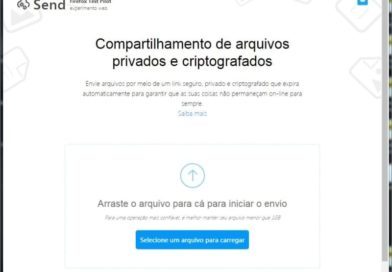 Send
Firefox Test Pilot
experimento web
Compartilhamento de arquivos
privados e criptografados
Envie arquivos por meio de um link seguro, privado e criptografado que expira
automaticamente para garantir que as suas coisas não permaneçam on-line para
sempre.
Saiba mais
Arraste o arquivo para cá para iniciar o envio
Para uma operação mais confiável, é melhor manter seu arquivo menor que 1GB
Selecione um arquivo para carregar